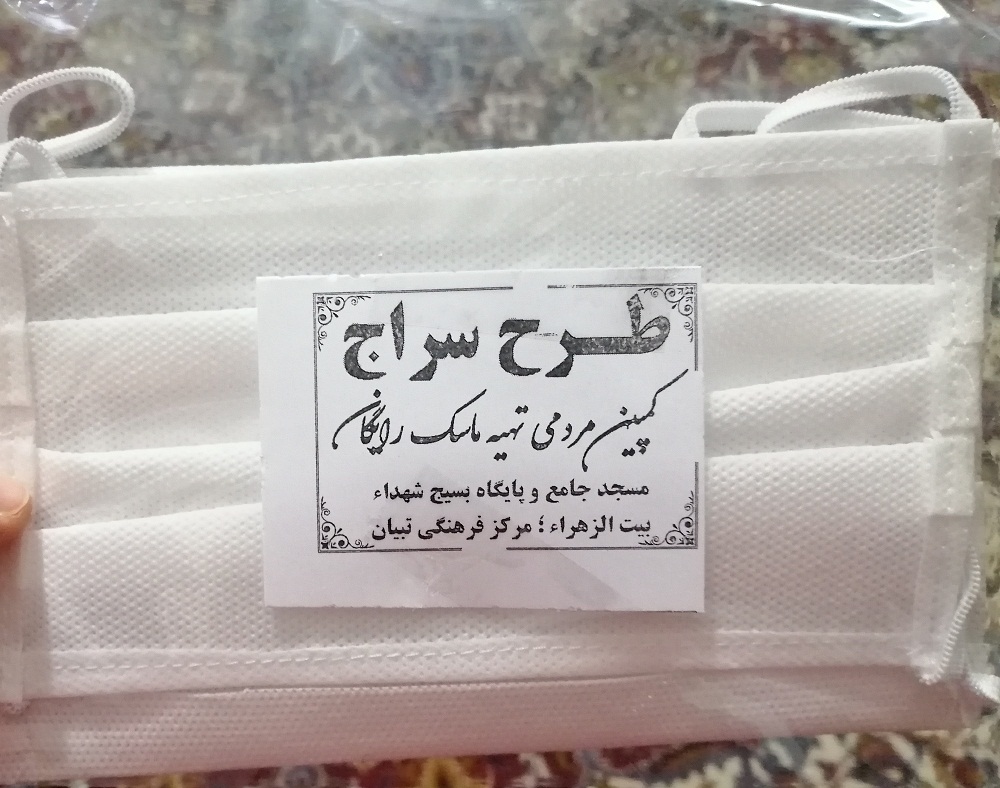 طرح سراج
کمپین مردمی تهیه ماسک رایگان
مسجد جامع و پایگاه بسیج شهداء
بیت الزهراء ؛ مرکز فرهنگی تبیان